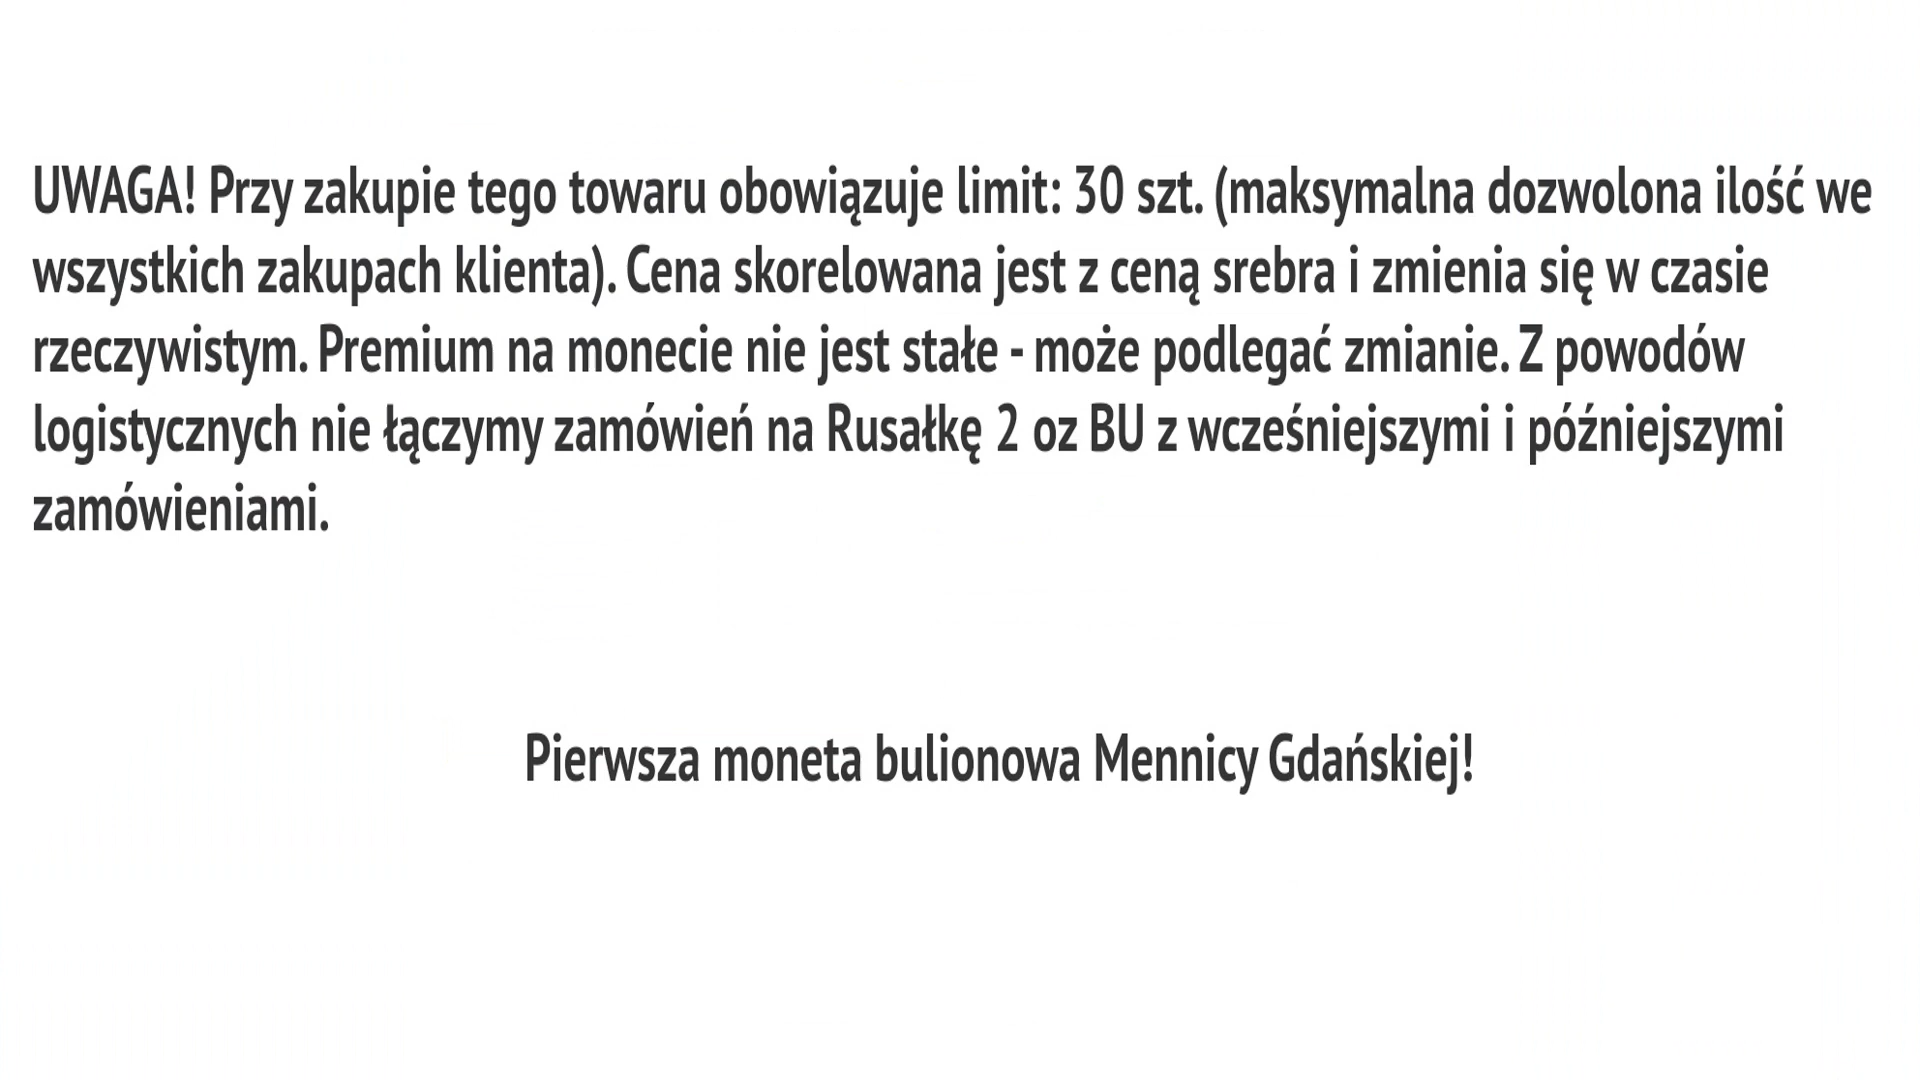 UWAGA! Przy zakupie tego towaru obowiązuje limit: 30 szt. (maksymalna dozwolona ilość we
wszystkich zakupach klienta). Cena skorelowana jest z ceną srebra i zmienia się w czasie
rzeczywistym. Premium na monecie nie jest stałe - może podlegać zmianie. Z powodów
logistycznych nie łączymy zamówień na Rusałkę 2 oz BU z wcześniejszymi i późniejszymi
zamówieniami.
Pierwsza moneta bulionowa Mennicy Gdańskiej!